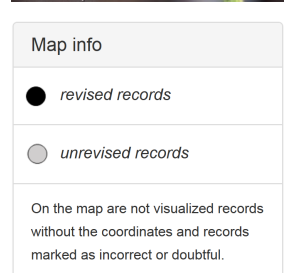 Map info
revised records
unrevised records
On the map are not visualized records
without the coordinates and records
marked as incorrect or doubtful.